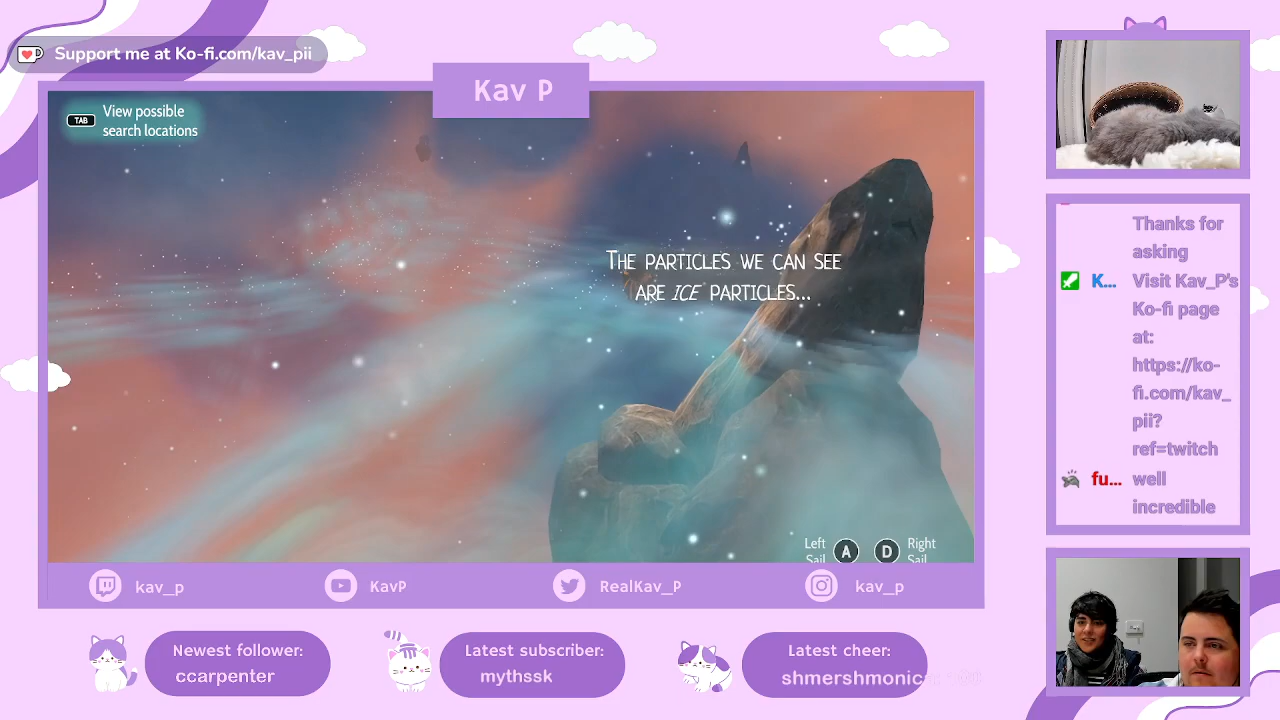 Support me at Ko-fi.com/kav_pii
Kav P
TAB
View possible
search locations
THE PARTICLES WE CAN SEE
ARE ICE PARTICLES...
Left
Sail
A
D
Right
Sail
kav_p
KavP
RealKav_P
kav_p
Newest follower:
ccarpenter
Latest subscriber:
mythssk
Latest cheer:
shmershmonica:
Thanks for
asking
K... Visit Kav_P's
Ko-fi page
at:
https://ko-
fi.com/kav_
pii?
ref=twitch
fu... well
incredible